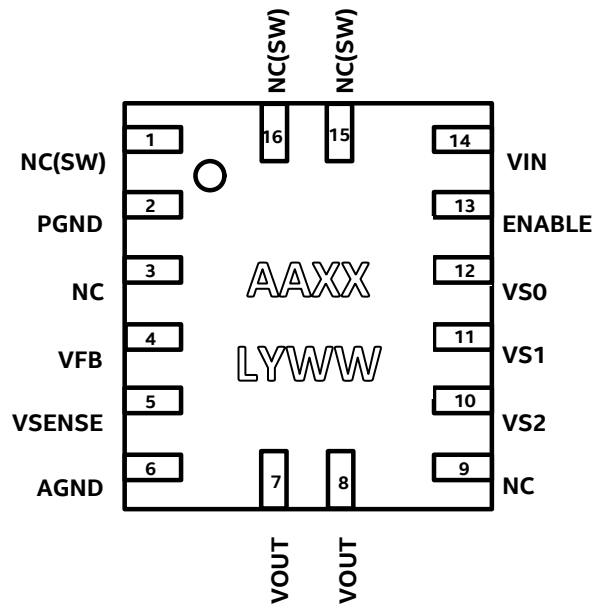 NC(SW)
NC(SW)
16
15
1
14
NC(SW)
VIN
2
13
PGND
ENABLE
3
12
NC
AAXX
VS0
4
11
VFB
LYWW
VS1
5
10
VSENSE
VS2
6
9
AGND
7
8
NC
VOUT
VOUT